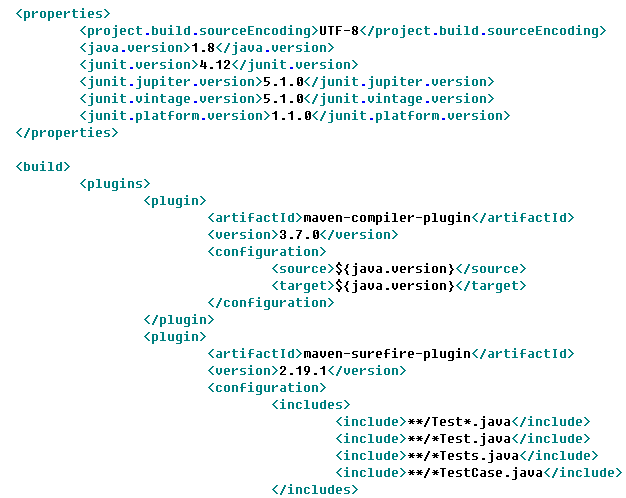 <properties>
<project.build.sourceEncoding>UTF-8</project.build.sourceEncoding>
<java.version>1.8</java.version>
<junit.version>4.12</junit.version>
<junit.jupiter.version>5.1.0</junit.jupiter.version>
<junit.vintage.version>5.1.0</junit.vintage.version>
<junit.platform.version>1.1.0</junit.platform.version>
</properties>
<build>
<plugins>
<plugin>
<artifactId>maven-compiler-plugin</artifactId>
<version>3.7.0</version>
<configuration>
<source>${java.version}</source>
<target>${java.version}</target>
</configuration>
</plugin>
<plugin>
<artifactId>maven-surefire-plugin</artifactId>
<version>2.19.1</version>
<configuration>
<includes>
<include>**/Test*.java</include>
<include>**/*Test.java</include>
<include>**/*Tests.java</include>
<include>**/*TestCase.java</include>
</includes>